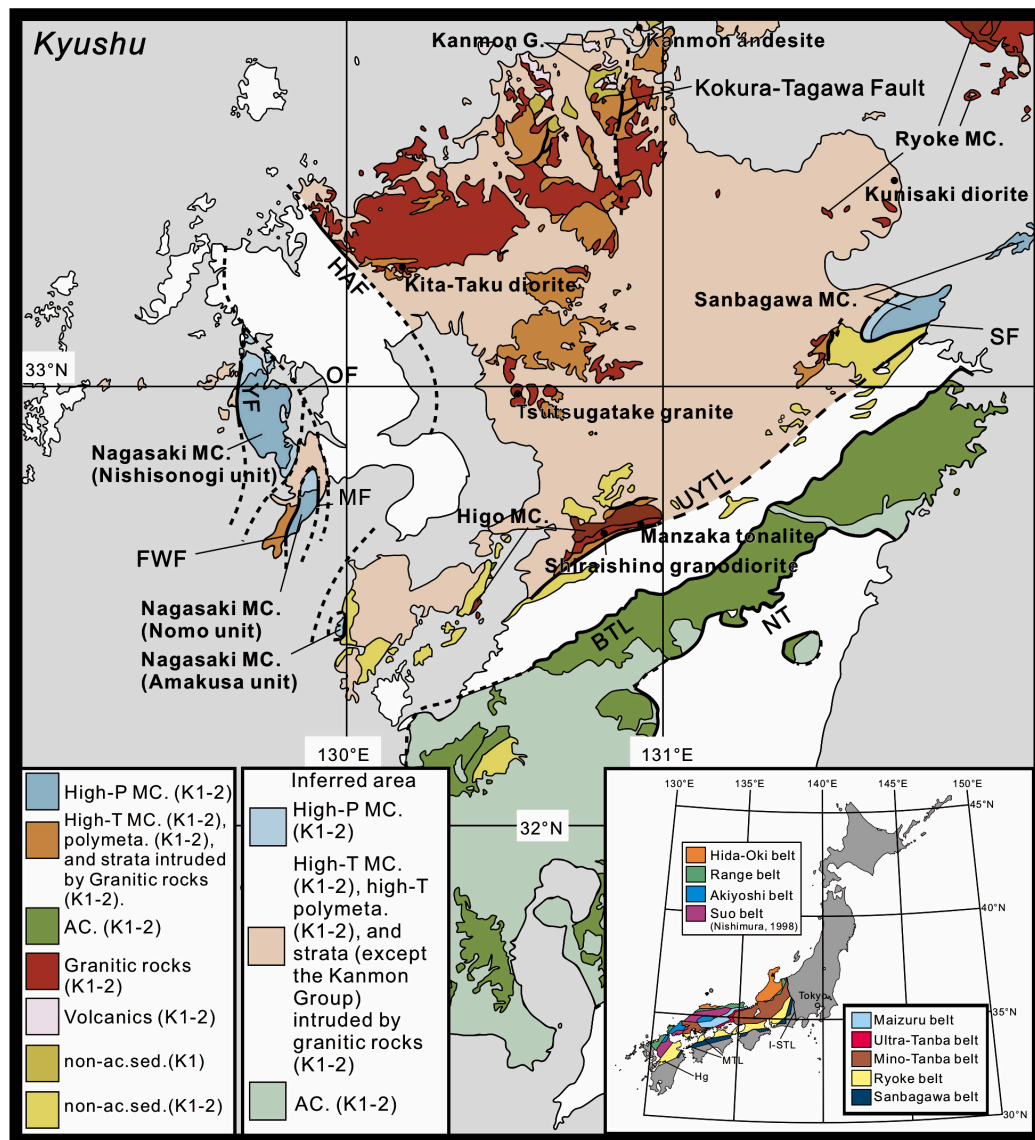 Kyushu
Kanmon G.
Kanmon andesite
Kokura-Tagawa Fault
Ryoke MC.
Kunisaki diorite
HAF
Kita-Taku diorite
Sanbagawa MC.
SF
33°N
OF
YF
Tsutsugatake granite
Nagasaki MC.
(Nishisonogi unit)
MF
UYTL
Higo MC.
Manzaka tonalite
FWF
Shiraishino granodiorite
Nagasaki MC.
(Nomo unit)
BTL
NT
Nagasaki MC.
(Amakusa unit)
130°E
131°E
32°N
High-P MC. (K1-2)
High-T MC. (K1-2),
polymeta. (K1-2),
and strata intruded
by Granitic rocks
(K1-2).
AC. (K1-2)
Granitic rocks
(K1-2)
Volcanics (K1-2)
non-ac.sed.(K1)
non-ac.sed.(K1-2)
Inferred area
High-P MC.
(K1-2)
High-T MC.
(K1-2), high-T
polymeta.
(K1-2), and
strata (except
the Kanmon
Group)
intruded by
granitic rocks
(K1-2)
AC. (K1-2)
130°E
135°E
140°E
145°E
150°E
45°N
40°N
35°N
30°N
Hida-Oki belt
Range belt
Akiyoshi belt
Suo belt
(Nishimura, 1998)
Tokyo
I-STL
MTL
Hg
Maizuru belt
Ultra-Tanba belt
Mino-Tanba belt
Ryoke belt
Sanbagawa belt